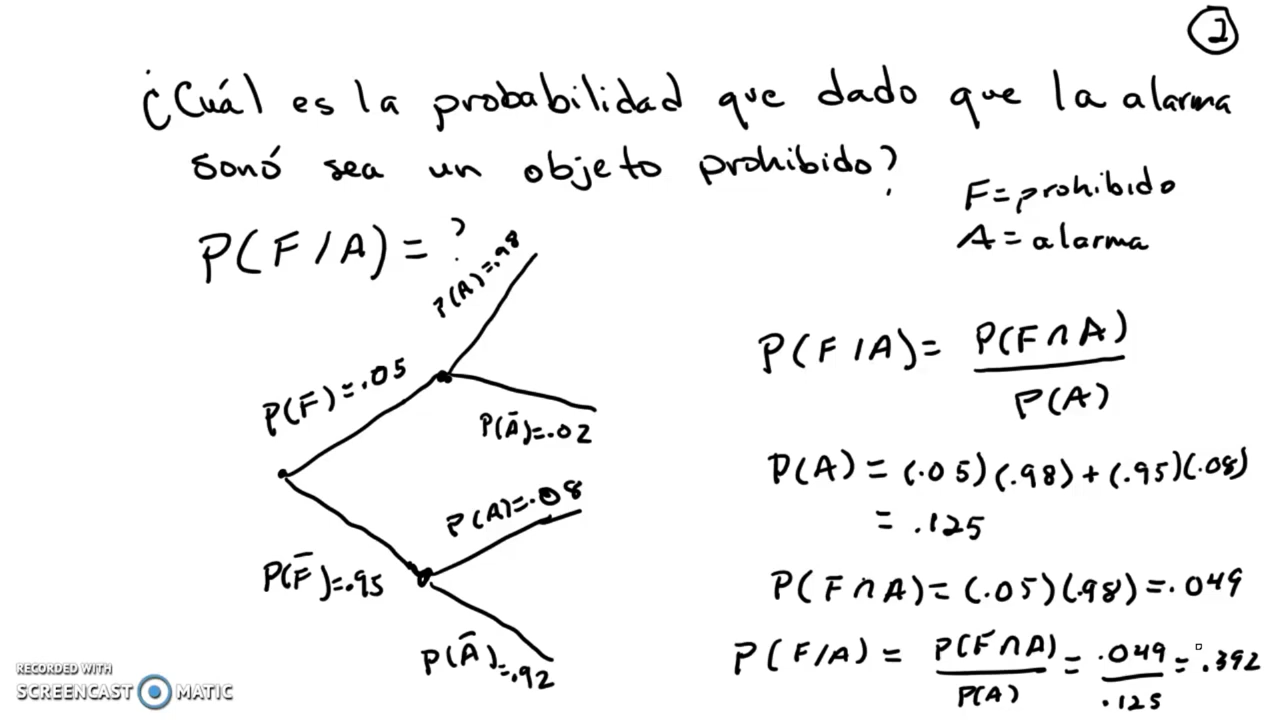 2
¿Cuál es la probabilidad que dado que la alarma
sonó sea un objeto prohibido?
F = prohibido
A = alarma
P(F/A) = ?
P(A)=.98
P(F)=.05
P(Ā)=.02
P(A)=.08
P(F̄)=.95
P(Ā)=.92
P(F/A) = P(F∩A)
P(A)
P(A) = (.05)(.98) + (.95)(.08)
= .125
P(F∩A) = (.05)(.98) = .049
P(F/A) = P(F∩A) / P(A) = .049 / .125 = .392
RECORDED WITH
SCREENCAST MATIC